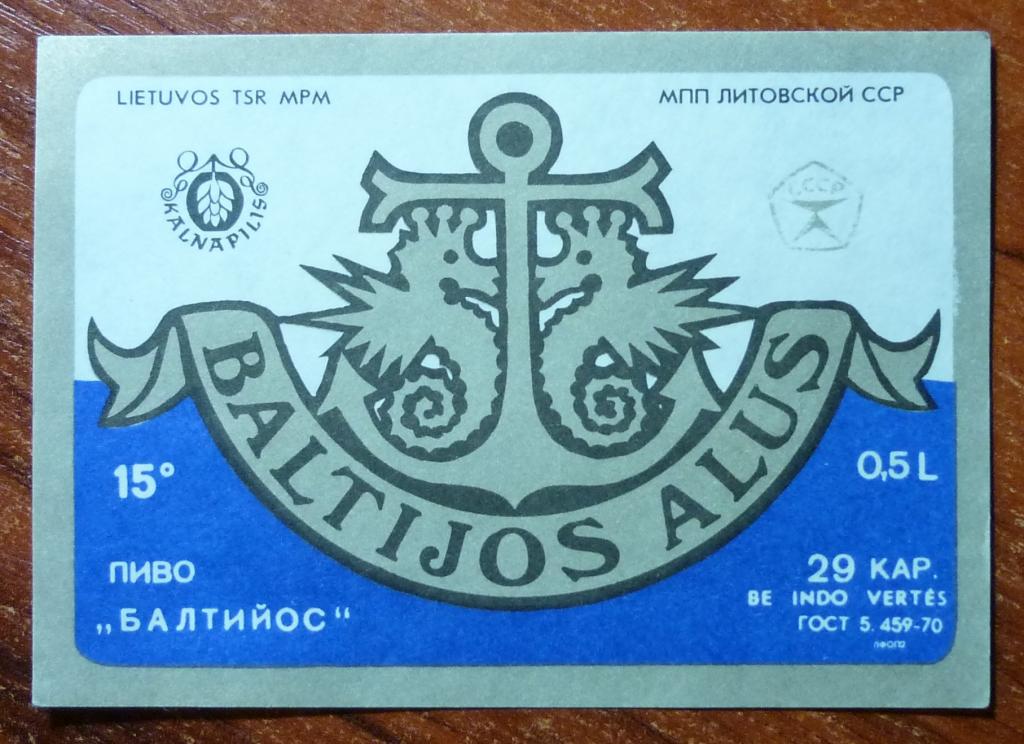 LIETUVOS TSR MPM
МПП ЛИТОВСКОЙ ССР
KALNAPILIS
СССР
BALTIJOS ALUS
15°
0,5 L
ПИВО
„БАЛТИЙОС“
29 КАР.
BE INDO VERTĖS
ГОСТ 5. 459-70